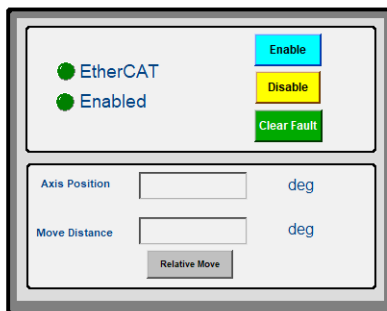 EtherCAT
Enabled
Enable
Disable
Clear Fault
Axis Position
deg
Move Distance
deg
Relative Move